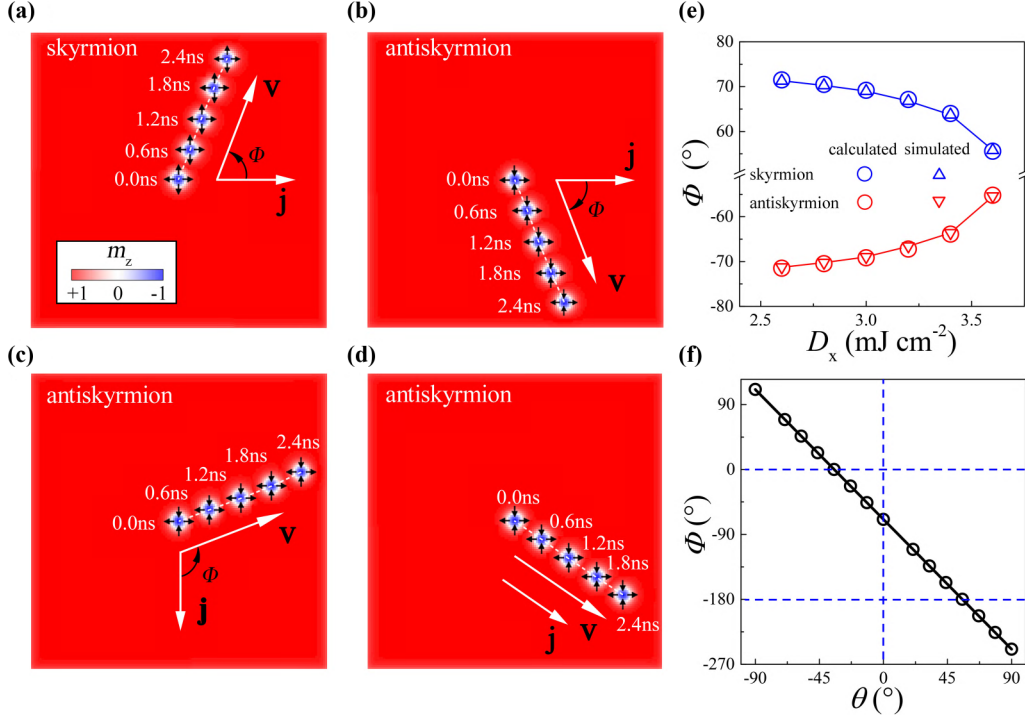 (a)
skyrmion
2.4ns
1.8ns
1.2ns
0.6ns
0.0ns
v
Φ
j
m_z
+1 0 -1
(b)
antiskyrmion
0.0ns
0.6ns
1.2ns
1.8ns
2.4ns
j
Φ
v
(c)
antiskyrmion
2.4ns
1.8ns
1.2ns
0.6ns
0.0ns
v
Φ
j
(d)
antiskyrmion
0.0ns
0.6ns
1.2ns
1.8ns
2.4ns
j
v
(e)
Φ (°)
80
70
60
-60
-70
-80
calculated simulated
skyrmion
antiskyrmion
2.5 3.0 3.5
D_x (mJ cm⁻²)
(f)
Φ (°)
90
0
-90
-180
-270
-90 -45 0 45 90
θ (°)